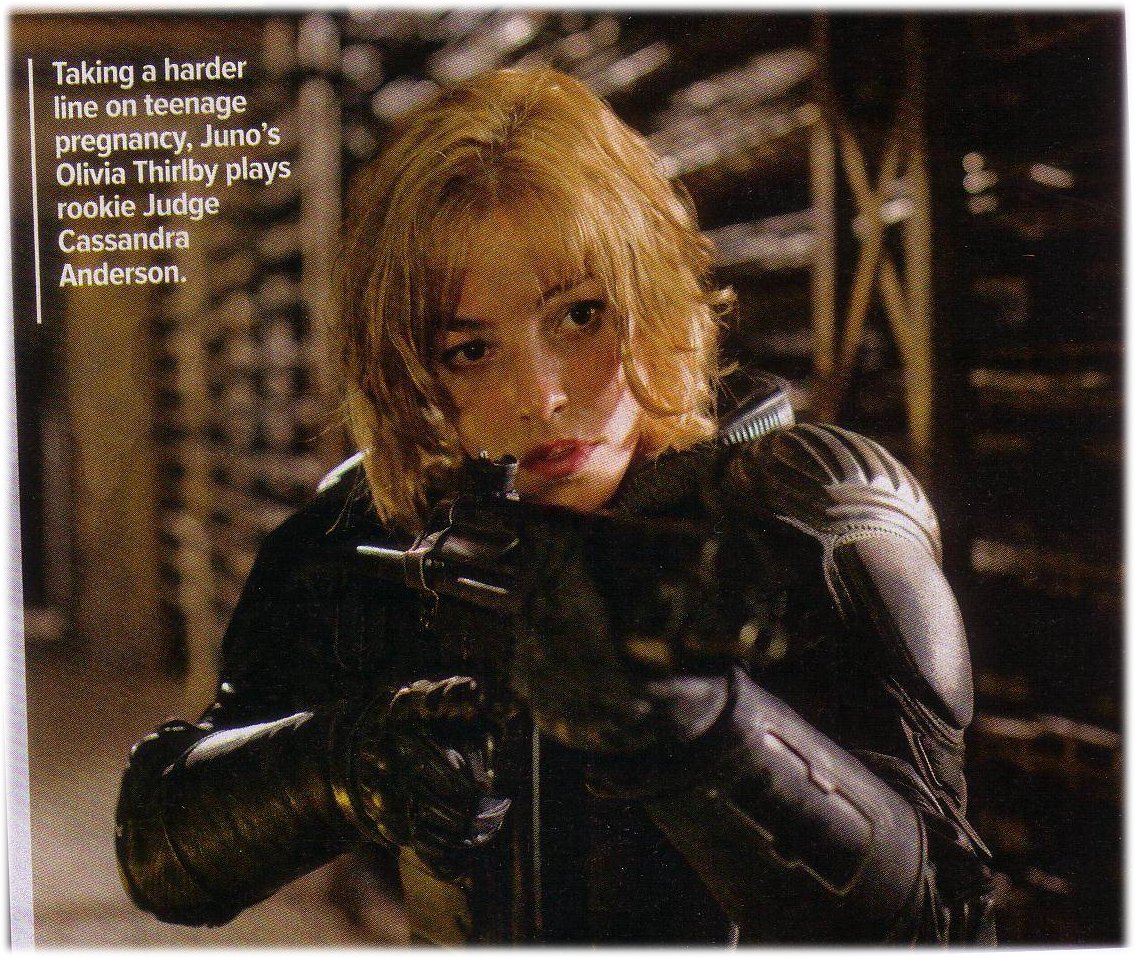 Taking a harder
line on teenage
pregnancy, Juno's
Olivia Thirlby plays
rookie Judge
Cassandra
Anderson.